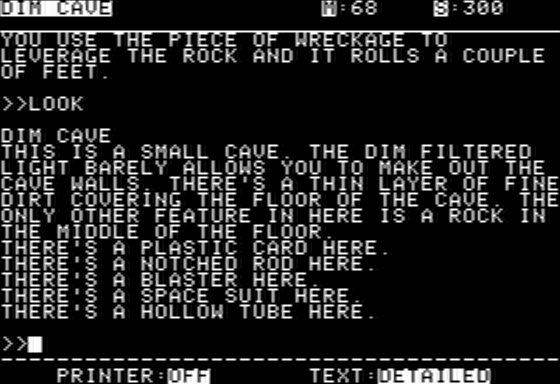 DIM CAVE M:68 S:300
YOU USE THE PIECE OF WRECKAGE TO
LEVERAGE THE ROCK AND IT ROLLS A COUPLE
OF FEET.
>>LOOK
DIM CAVE
THIS IS A SMALL CAVE. THE DIM FILTERED
LIGHT BARELY ALLOWS YOU TO MAKE OUT THE
CAVE WALLS. THERE'S A THIN LAYER OF FINE
DIRT COVERING THE FLOOR OF THE CAVE. THE
ONLY OTHER FEATURE IN HERE IS A ROCK IN
THE MIDDLE OF THE FLOOR.
THERE'S A PLASTIC CARD HERE.
THERE'S A NOTCHED ROD HERE.
THERE'S A BLASTER HERE.
THERE'S A SPACE SUIT HERE.
THERE'S A HOLLOW TUBE HERE.
>>
PRINTER:OFF TEXT:DETAILED